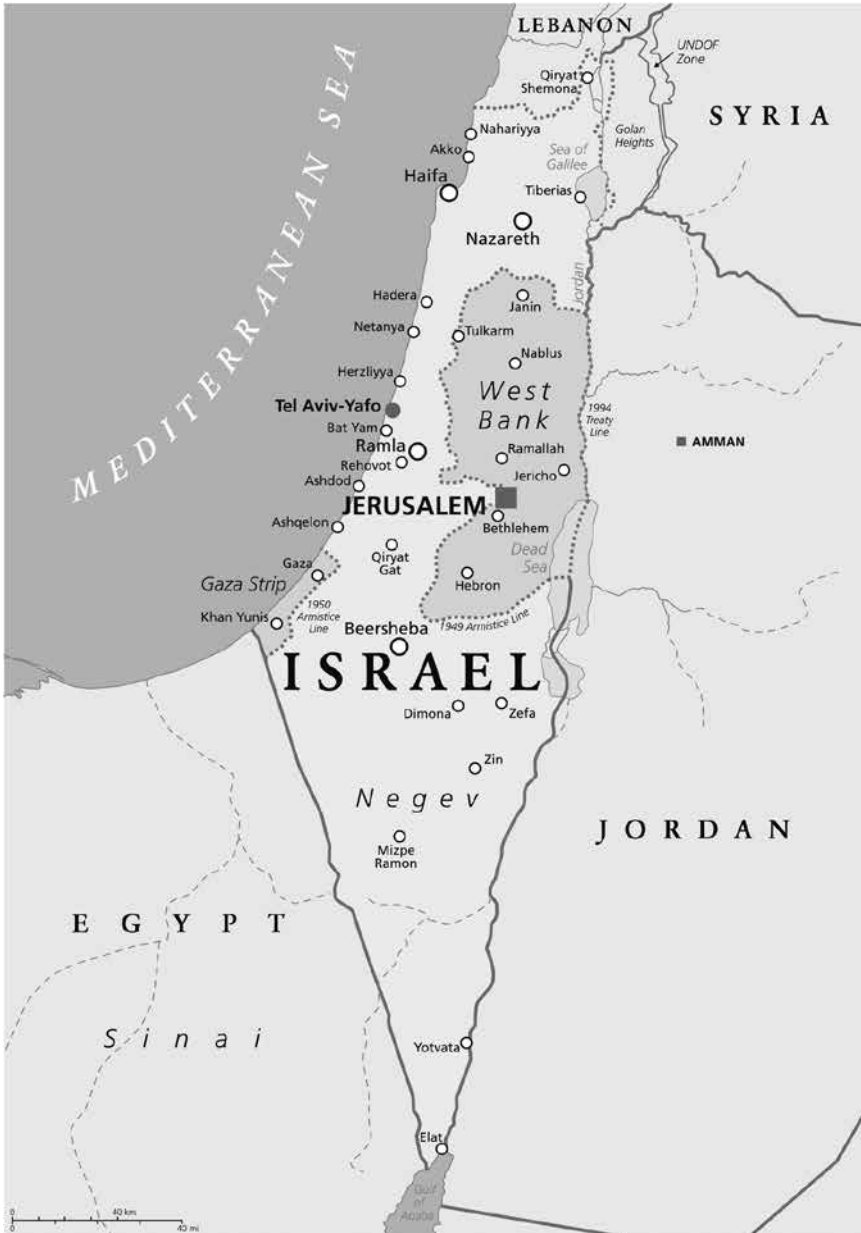 LEBANON
UNDOF
Zone
Qiryat
Shemona
SYRIA
Nahariyya
Golan
Heights
Akko
Sea of
Galilee
Haifa
Tiberias
MEDITERRANEAN SEA
Nazareth
Jordan
Hadera
Janin
Netanya
Tulkarm
Nablus
Herzliyya
West
Bank
Tel Aviv-Yafo
1994
Treaty
Line
Bat Yam
AMMAN
Ramla
Ramallah
Rehovot
Jericho
Ashdod
JERUSALEM
Ashqelon
Bethlehem
Qiryat
Gat
Dead
Sea
Gaza
Gaza Strip
Hebron
1950
Armistice
Line
Khan Yunis
1949 Armistice Line
Beersheba
ISRAEL
Dimona
Zefa
Zin
Negev
JORDAN
Mizpe
Ramon
EGYPT
Sinai
Yotvata
Elat
Gulf
of
Aqaba
0 40 km
0 40 mi